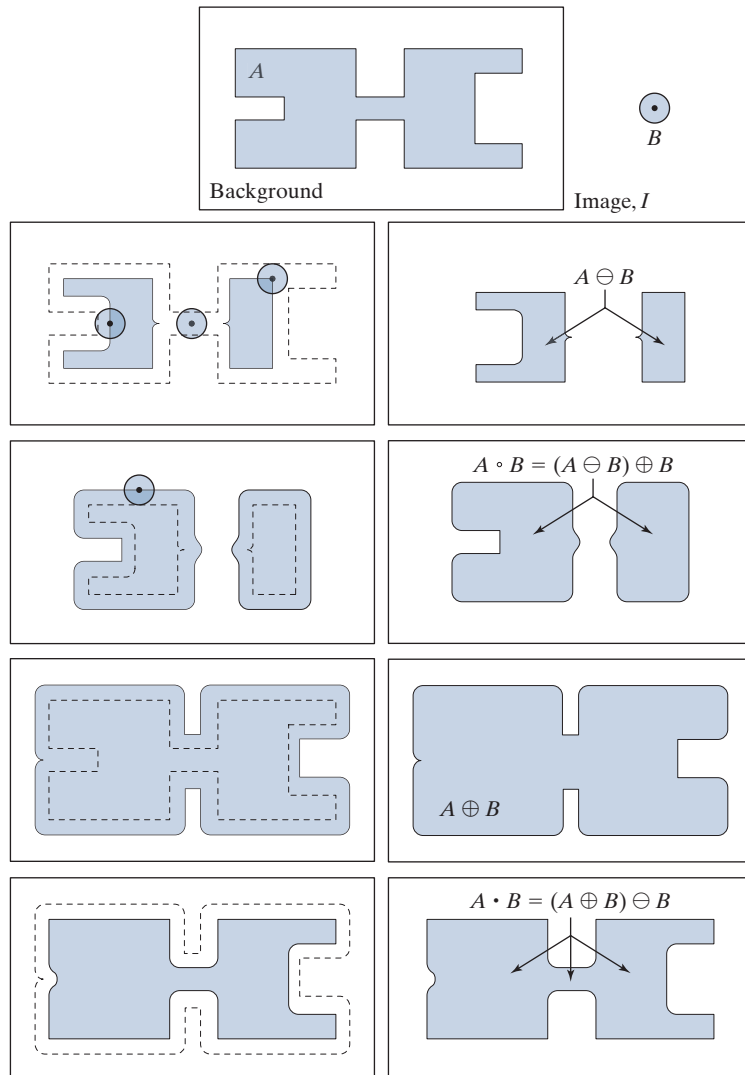 A
B
Background
Image, I
A ⊖ B
A ∘ B = (A ⊖ B) ⊕ B
A ⊕ B
A • B = (A ⊕ B) ⊖ B